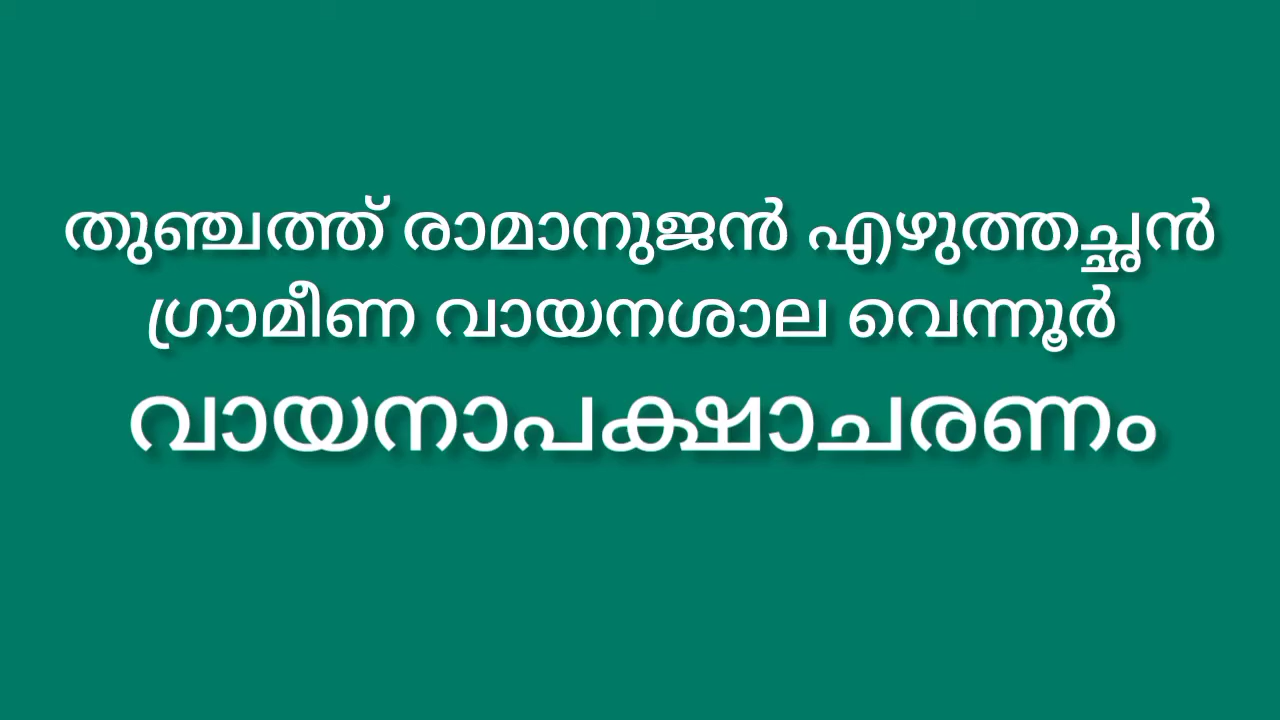 തുഞ്ചത്ത് രാമാനുജൻ എഴുത്തച്ഛൻ
ഗ്രാമീണ വായനശാല വെന്നൂർ
വായനാപക്ഷാചരണം